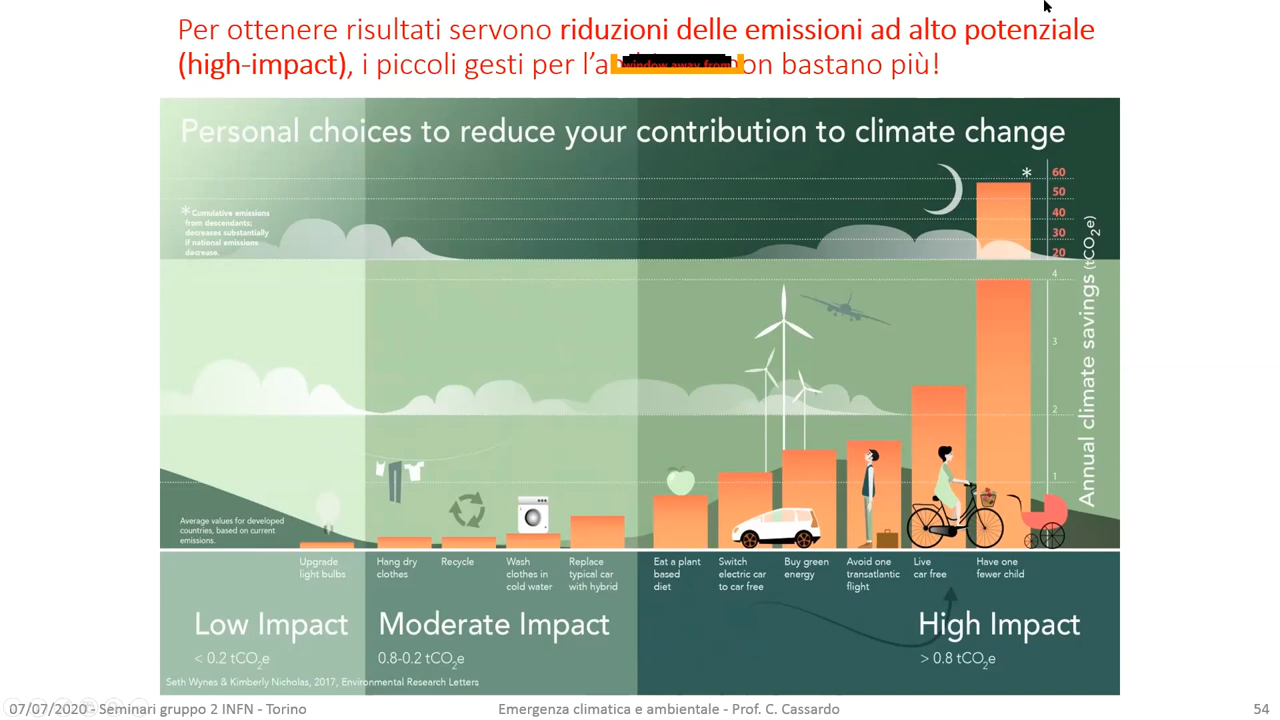 Per ottenere risultati servono riduzioni delle emissioni ad alto potenziale
(high-impact), i piccoli gesti per l'a on bastano più!
window away from
Personal choices to reduce your contribution to climate change
* Cumulative emissions
from descendants;
decreases substantially
if national emissions
decrease.
*
60
50
40
30
20
4
3
2
1
Annual climate savings (tCO2e)
Average values for developed
countries, based on current
emissions.
Upgrade
light bulbs
Hang dry
clothes
Recycle
Wash
clothes in
cold water
Replace
typical car
with hybrid
Eat a plant
based
diet
Switch
electric car
to car free
Buy green
energy
Avoid one
transatlantic
flight
Live
car free
Have one
fewer child
Low Impact
< 0.2 tCO2e
Moderate Impact
0.8-0.2 tCO2e
High Impact
> 0.8 tCO2e
Seth Wynes & Kimberly Nicholas, 2017, Environmental Research Letters
07/07/2020 - Seminari gruppo 2 INFN - Torino
Emergenza climatica e ambientale - Prof. C. Cassardo
54